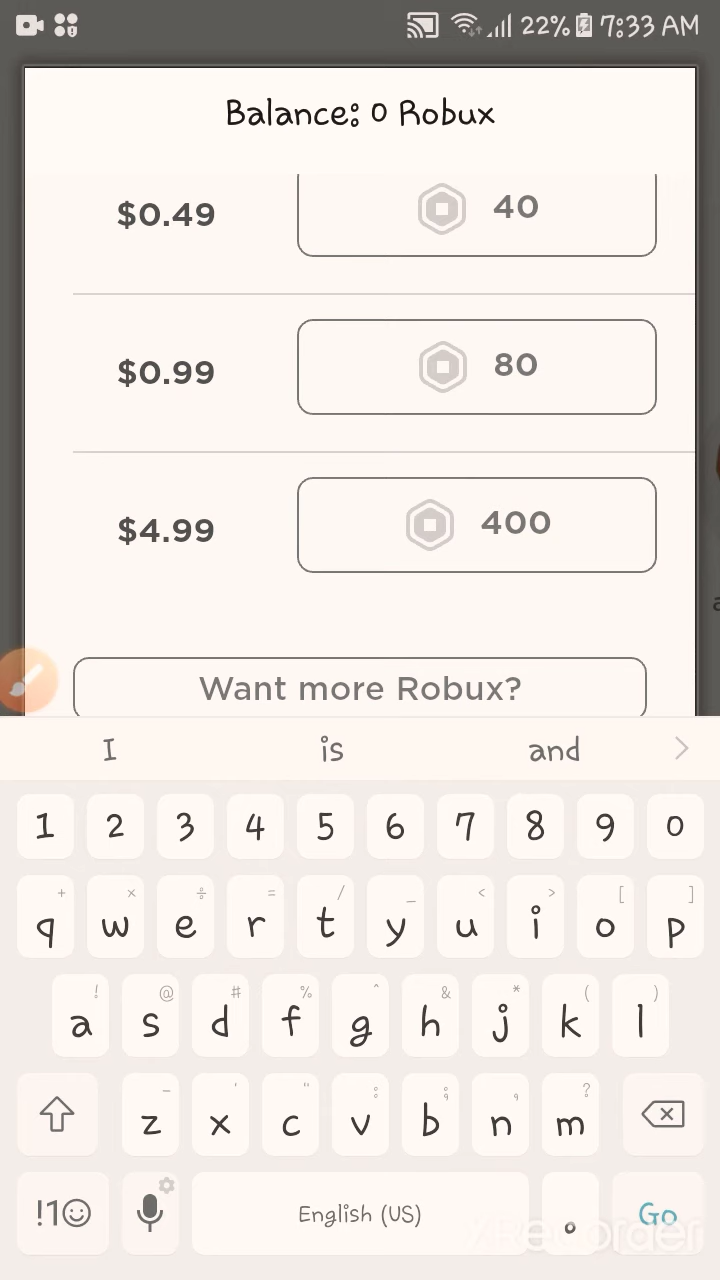 22% 7:33 AM
Balance: 0 Robux
$0.49 40
$0.99 80
$4.99 400
Want more Robux?
I is and
1 2 3 4 5 6 7 8 9 0
+ × ÷ = / _ < > [ ]
q w e r t y u i o p
! @ # % ^ & * ( )
a s d f g h j k l
- ' " : ; , ?
z x c v b n m
!1☺ English (US) . Go
XRecorder